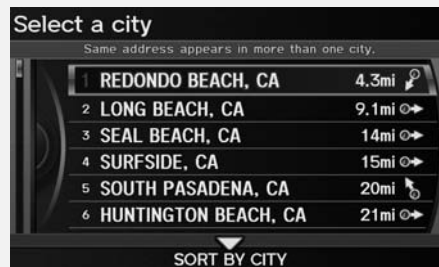 Select a city
Same address appears in more than one city.
1 REDONDO BEACH, CA 4.3mi
2 LONG BEACH, CA 9.1mi
3 SEAL BEACH, CA 14mi
4 SURFSIDE, CA 15mi
5 SOUTH PASADENA, CA 20mi
6 HUNTINGTON BEACH, CA 21mi
SORT BY CITY